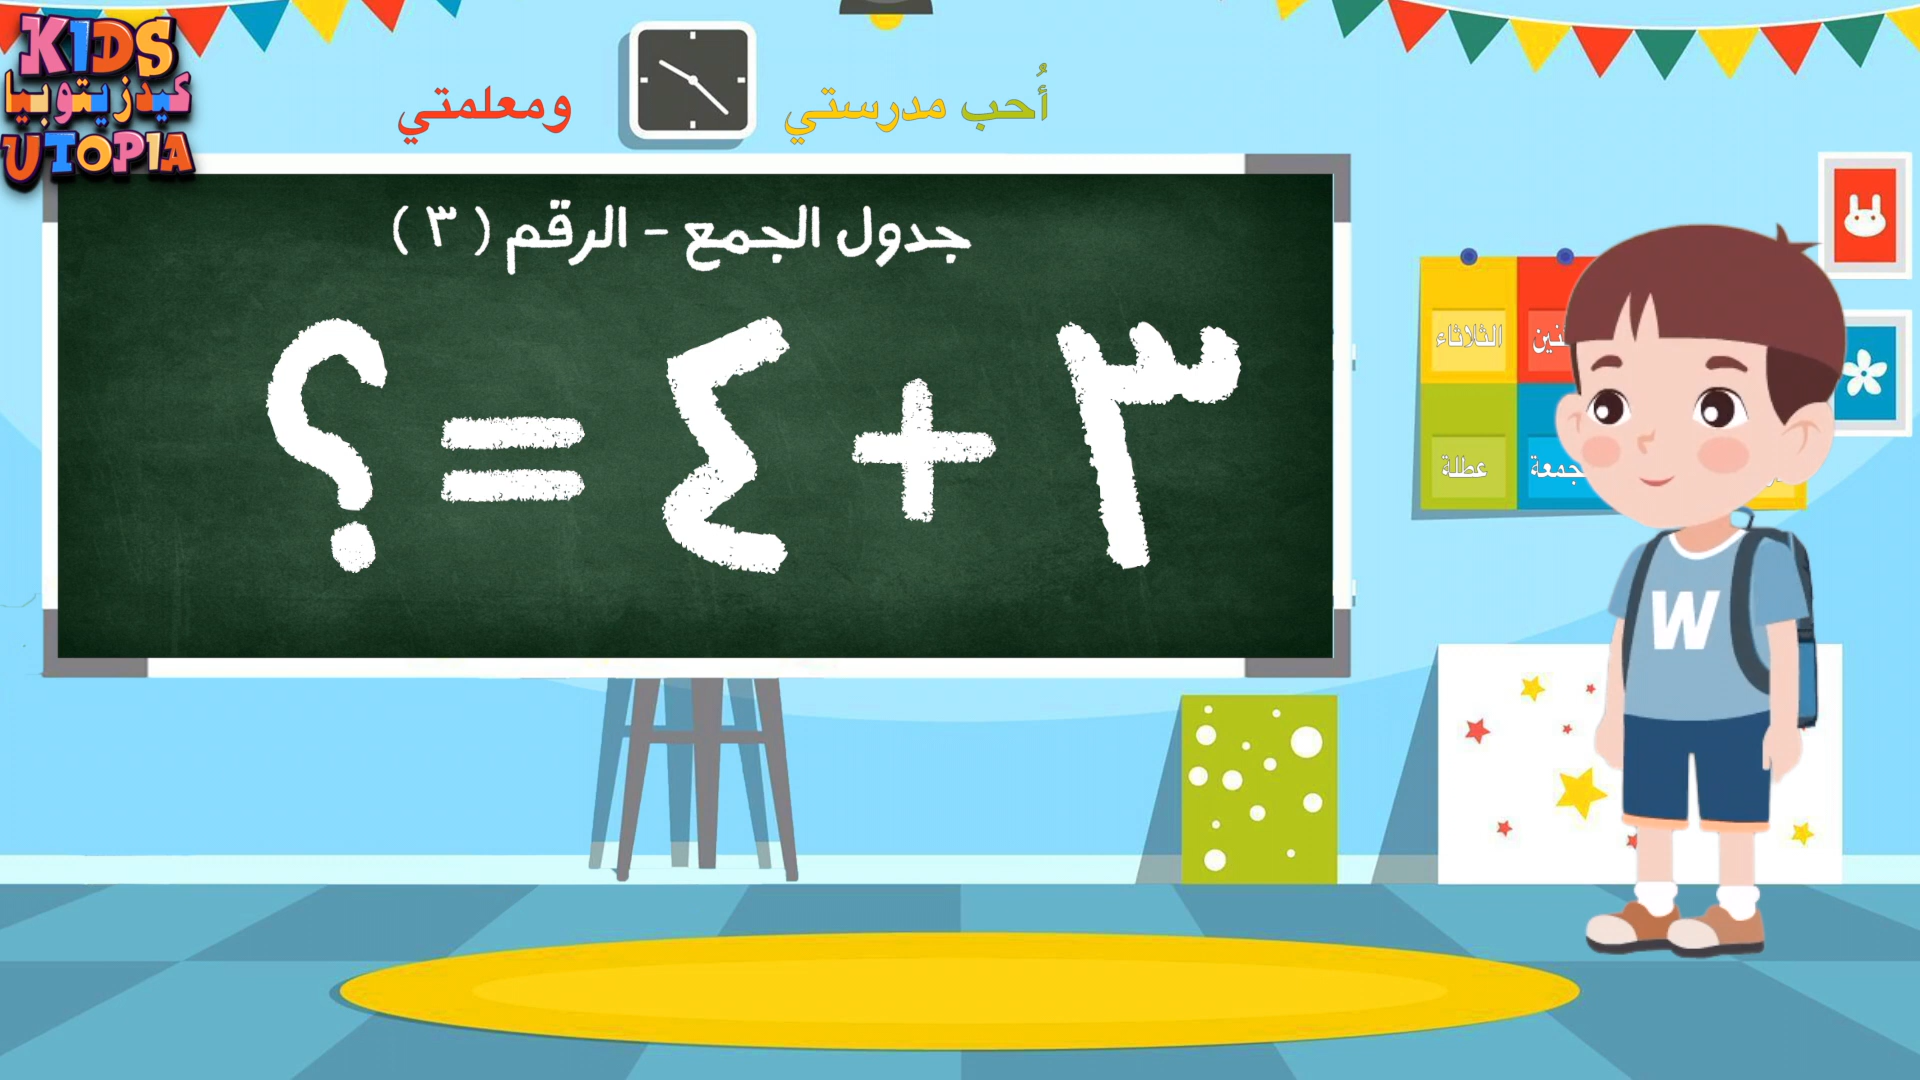 KIDS
كيدزيتوبيا
UTOPIA
أُحب مدرستي ومعلمتي
جدول الجمع - الرقم ( ٣ )
٣ + ٤ = ؟
الثلاثاء
عطلة
W